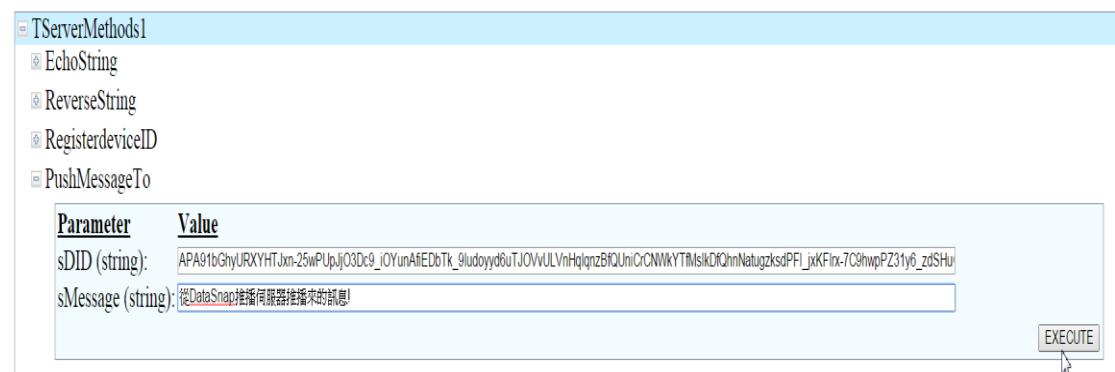 TServerMethods1
EchoString
ReverseString
RegisterdeviceID
PushMessageTo
Parameter Value
sDID (string): APA91bGhyURXYHTJxn-25wPUpJjO3Dc9_iOYunAfiEDbTk_9Iudoyyd6uTJOVvULVnHqIqnzBfQUniCrCNWkYTfMsIkDfQhnNatugzksdPFI_jxKFIrx-7C9hwpPZ31y6_zdSHu
sMessage (string): 從DataSnap推播伺服器推播來的訊息!
EXECUTE